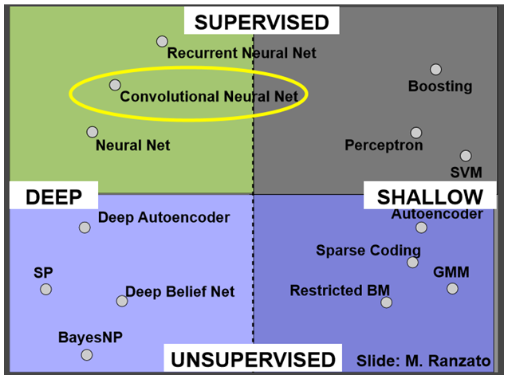 SUPERVISED
Recurrent Neural Net
Convolutional Neural Net
Boosting
Neural Net
Perceptron
SVM
DEEP
SHALLOW
Deep Autoencoder
Autoencoder
Sparse Coding
SP
GMM
Deep Belief Net
Restricted BM
BayesNP
UNSUPERVISED
Slide: M. Ranzato